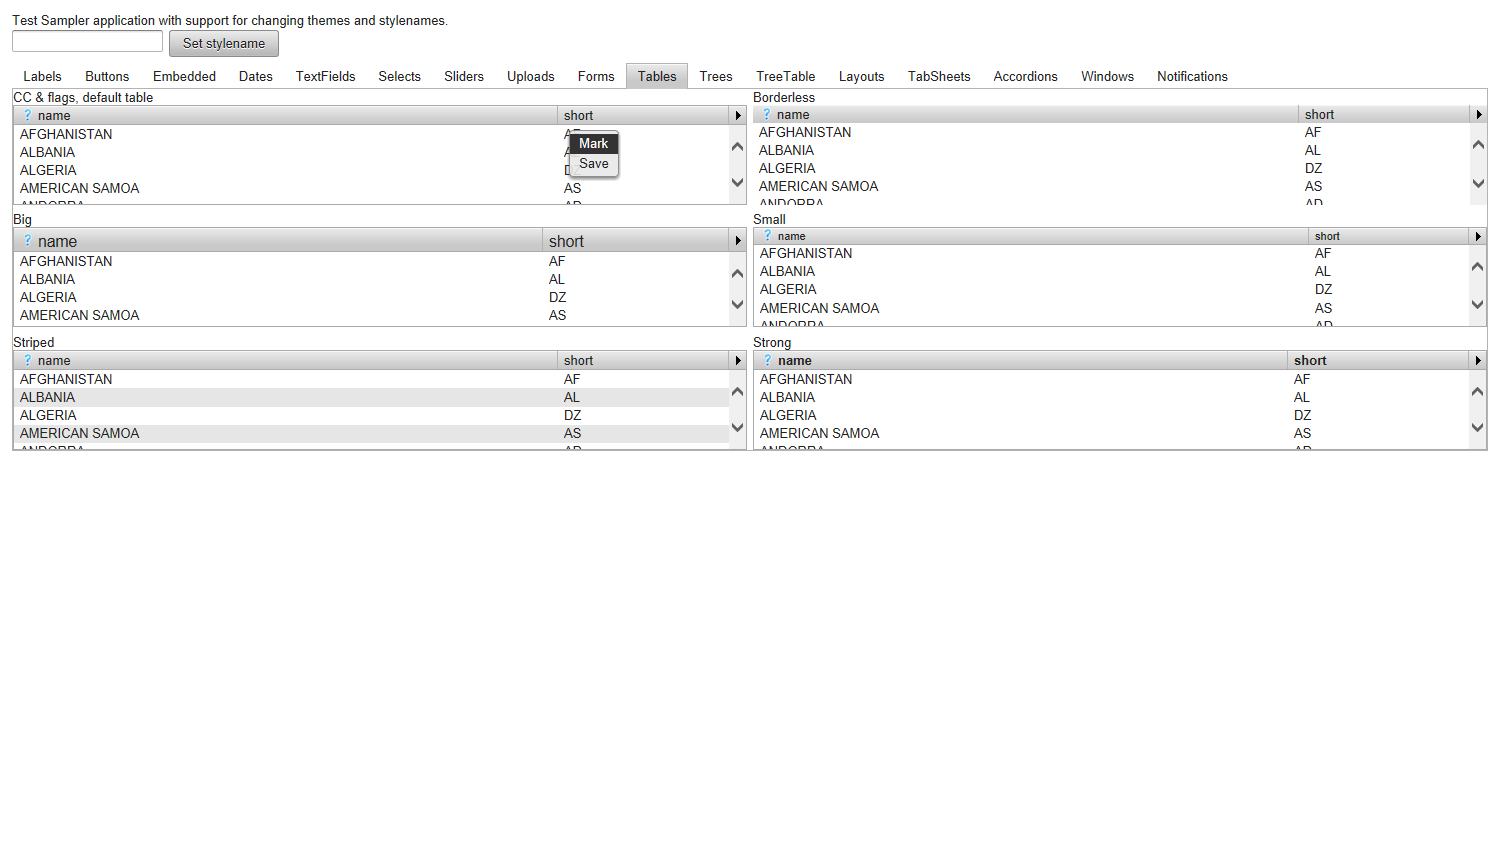 Test Sampler application with support for changing themes and stylenames.
Set stylename
Labels Buttons Embedded Dates TextFields Selects Sliders Uploads Forms Tables Trees TreeTable Layouts TabSheets Accordions Windows Notifications
CC & flags, default table
? name short
AFGHANISTAN
ALBANIA
ALGERIA
AMERICAN SAMOA AS
ANDORRA AD
Mark
Save
Borderless
? name short
AFGHANISTAN AF
ALBANIA AL
ALGERIA DZ
AMERICAN SAMOA AS
ANDORRA AD
Big
? name short
AFGHANISTAN AF
ALBANIA AL
ALGERIA DZ
AMERICAN SAMOA AS
Small
? name short
AFGHANISTAN AF
ALBANIA AL
ALGERIA DZ
AMERICAN SAMOA AS
ANDORRA AD
Striped
? name short
AFGHANISTAN AF
ALBANIA AL
ALGERIA DZ
AMERICAN SAMOA AS
ANDORRA AD
Strong
? name short
AFGHANISTAN AF
ALBANIA AL
ALGERIA DZ
AMERICAN SAMOA AS
ANDORRA AD